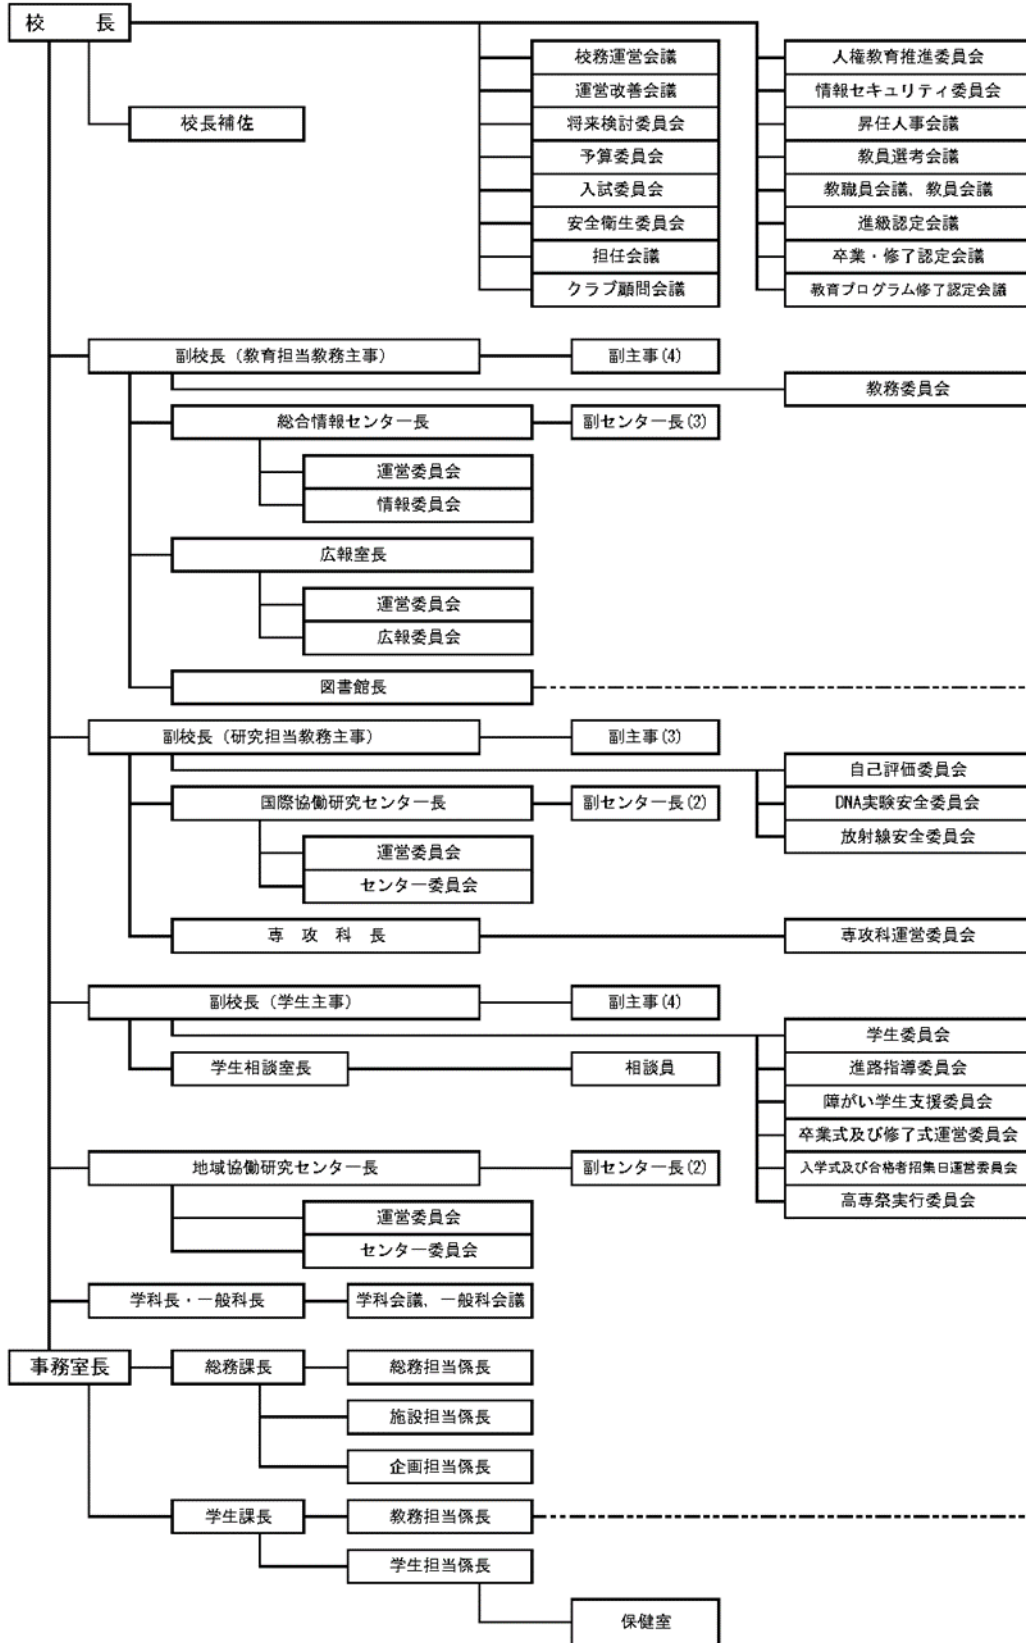 校　　長
校務運営会議
運営改善会議
将来検討委員会
予算委員会
入試委員会
安全衛生委員会
担任会議
クラブ顧問会議
人権教育推進委員会
情報セキュリティ委員会
昇任人事会議
教員選考会議
教職員会議、教員会議
進級認定会議
卒業・修了認定会議
教育プログラム修了認定会議
校長補佐
副校長（教育担当教務主事）
副主事(4)
教務委員会
総合情報センター長
副センター長(3)
運営委員会
情報委員会
広報室長
運営委員会
広報委員会
図書館長
副校長（研究担当教務主事）
副主事(3)
自己評価委員会
DNA実験安全委員会
放射線安全委員会
国際協働研究センター長
副センター長(2)
運営委員会
センター委員会
専　攻　科　長
専攻科運営委員会
副校長（学生主事）
副主事(4)
学生委員会
進路指導委員会
障がい学生支援委員会
卒業式及び修了式運営委員会
入学式及び合格者招集日運営委員会
高専祭実行委員会
学生相談室長
相談員
地域協働研究センター長
副センター長(2)
運営委員会
センター委員会
学科長・一般科長
学科会議、一般科会議
事務室長
総務課長
総務担当係長
施設担当係長
企画担当係長
学生課長
教務担当係長
学生担当係長
保健室